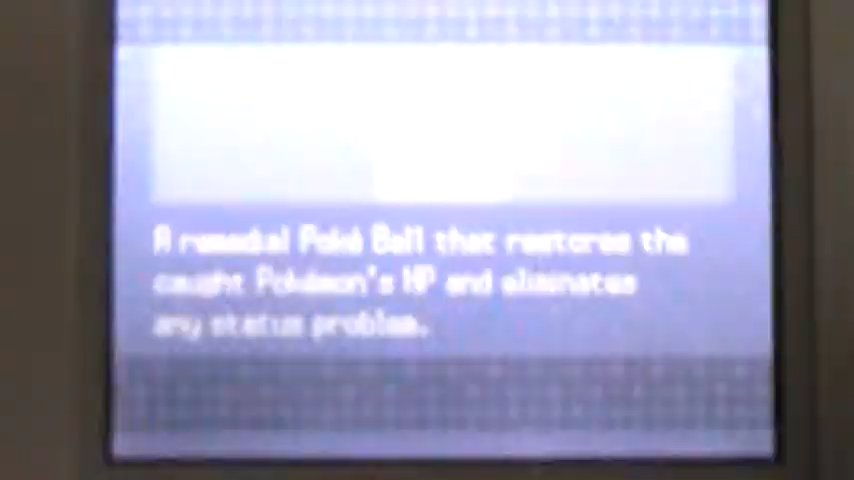 A remedial Poké Ball that restores the
caught Pokémon's HP and eliminates
any status problem.